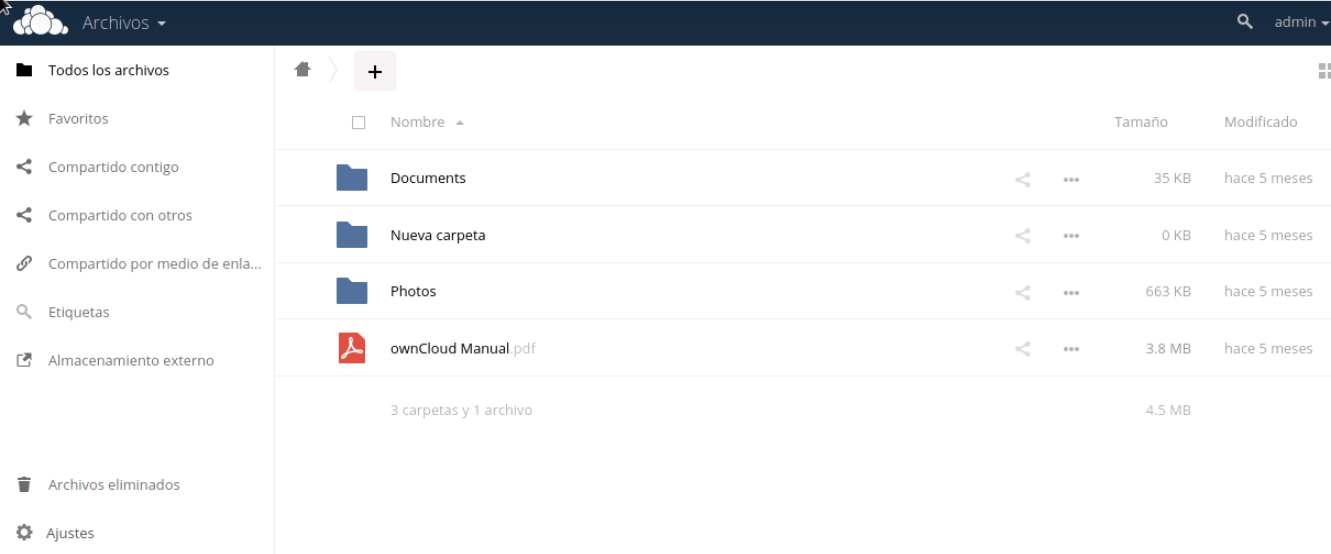 Archivos
admin
Todos los archivos
Favoritos
Compartido contigo
Compartido con otros
Compartido por medio de enla...
Etiquetas
Almacenamiento externo
Archivos eliminados
Ajustes
Nombre Tamaño Modificado
Documents 35 KB hace 5 meses
Nueva carpeta 0 KB hace 5 meses
Photos 663 KB hace 5 meses
ownCloud Manual.pdf 3.8 MB hace 5 meses
3 carpetas y 1 archivo 4.5 MB